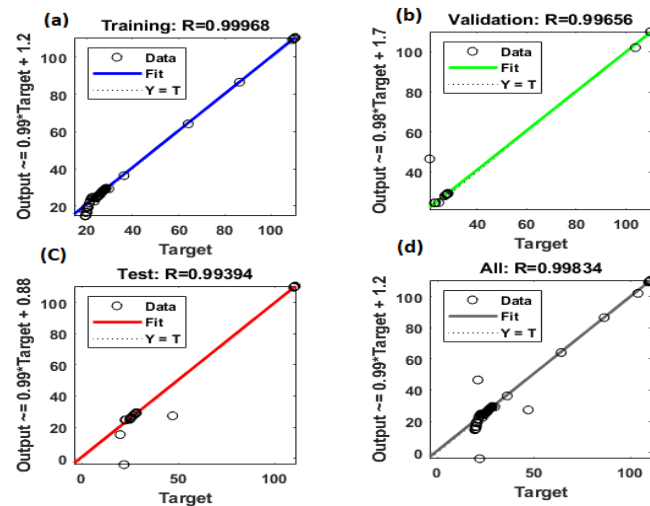 (a)
Training: R=0.99968
Output ~= 0.99*Target + 1.2
100
80
60
40
20
Data
Fit
Y = T
20 40 60 80 100
Target
(b)
Validation: R=0.99656
Output ~= 0.98*Target + 1.7
100
80
60
40
Data
Fit
Y = T
40 60 80 100
Target
(C)
Test: R=0.99394
Output ~= 0.99*Target + 0.88
100
80
60
40
20
0
Data
Fit
Y = T
0 50 100
Target
(d)
All: R=0.99834
Output ~= 0.99*Target + 1.2
100
80
60
40
20
0
Data
Fit
Y = T
0 50 100
Target